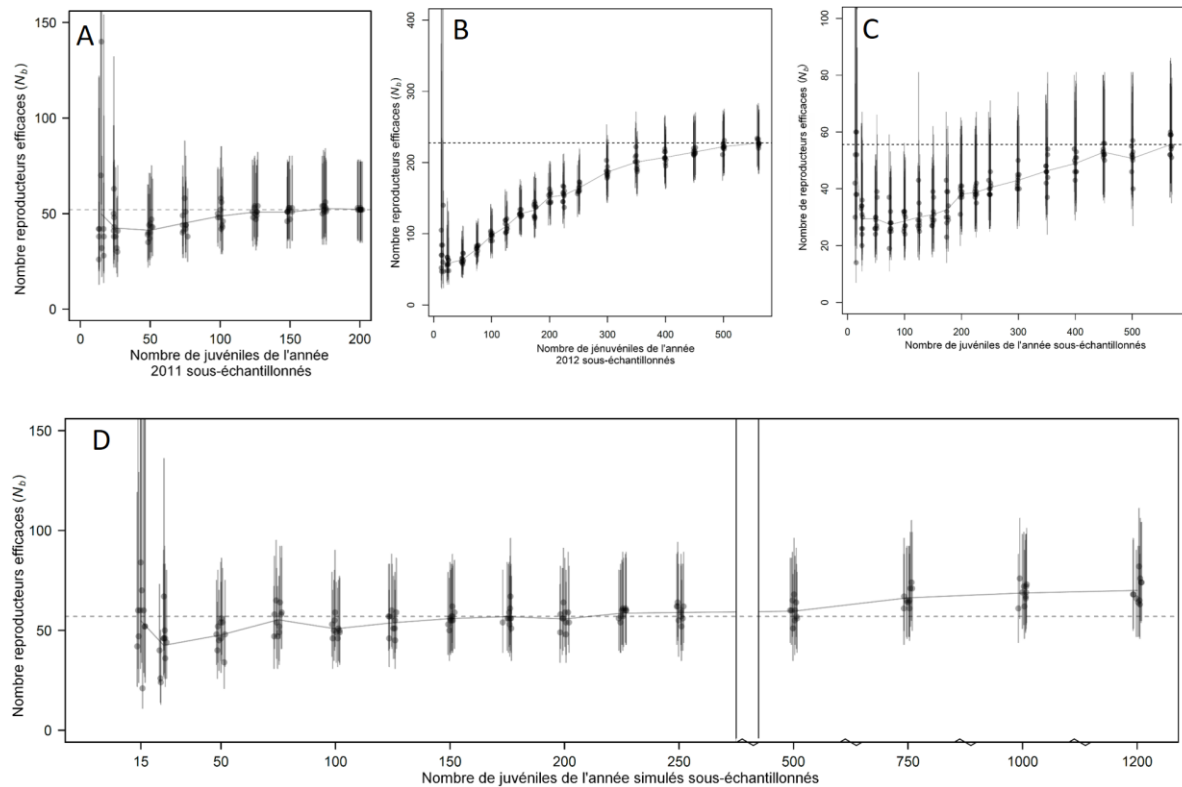 A
Nombre reproducteurs efficaces (Nb)
150
100
50
0
0 50 100 150 200
Nombre de juvéniles de l'année
2011 sous-échantillonnés
B
Nombre reproducteurs efficaces (Nb)
400
300
200
100
0
0 100 200 300 400 500
Nombre de jénuvéniles de l'année
2012 sous-échantillonnés
C
Nombre de reproducteurs efficaces (Nb)
100
80
60
40
20
0
0 100 200 300 400 500
Nombre de juvéniles de l'année sous-échantillonnés
D
Nombre reproducteurs efficaces (Nb)
150
100
50
0
15 50 100 150 200 250 500 750 1000 1200
Nombre de juvéniles de l'année simulés sous-échantillonnés